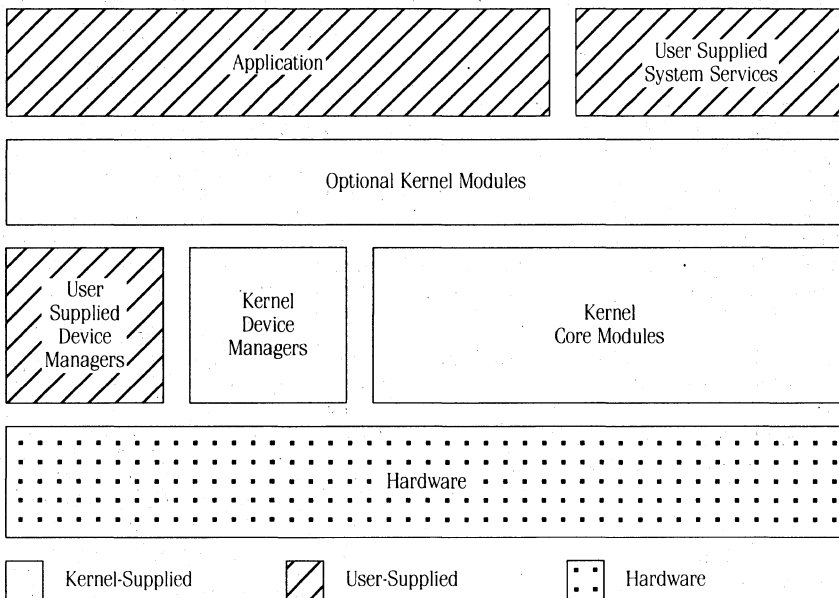 Application
User Supplied
System Services
Optional Kernel Modules
User
Supplied
Device
Managers
Kernel
Device
Managers
Kernel
Core Modules
Hardware
Kernel-Supplied
User-Supplied
Hardware